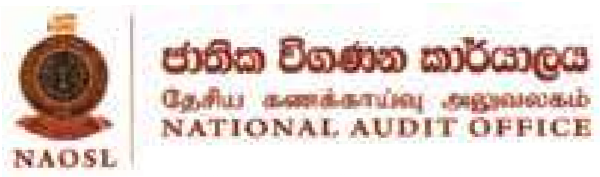 ජාතික විගණන කාර්යාලය
தேசிய கணக்காய்வு அலுவலகம்
NATIONAL AUDIT OFFICE
NAOSL